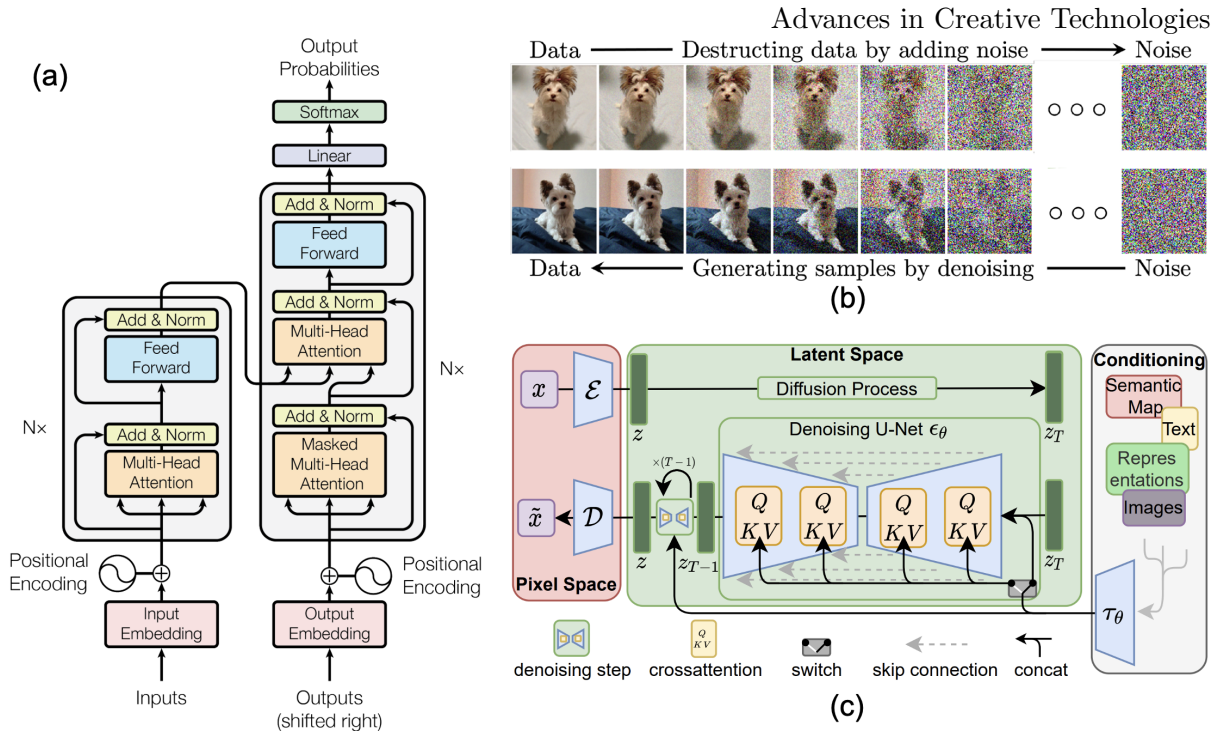 Advances in Creative Technologies
(a)
Output
Probabilities
Softmax
Linear
Add & Norm
Feed
Forward
Add & Norm
Multi-Head
Attention
Add & Norm
Masked
Multi-Head
Attention
N×
Positional
Encoding
Output
Embedding
Outputs
(shifted right)
Add & Norm
Feed
Forward
Add & Norm
Multi-Head
Attention
N×
Positional
Encoding
Input
Embedding
Inputs
Data Destructing data by adding noise Noise
Data Generating samples by denoising Noise
(b)
Latent Space
Conditioning
x
ℰ
z
Diffusion Process
z_T
Semantic
Map
Text
Repres
entations
Images
Denoising U-Net ϵ_θ
×(T−1)
Q
K V
Q
K V
Q
K V
Q
K V
x̃
𝒟
z
z_{T−1}
z_T
Pixel Space
τ_θ
Q
K V
denoising step
crossattention
switch
skip connection
concat
(c)